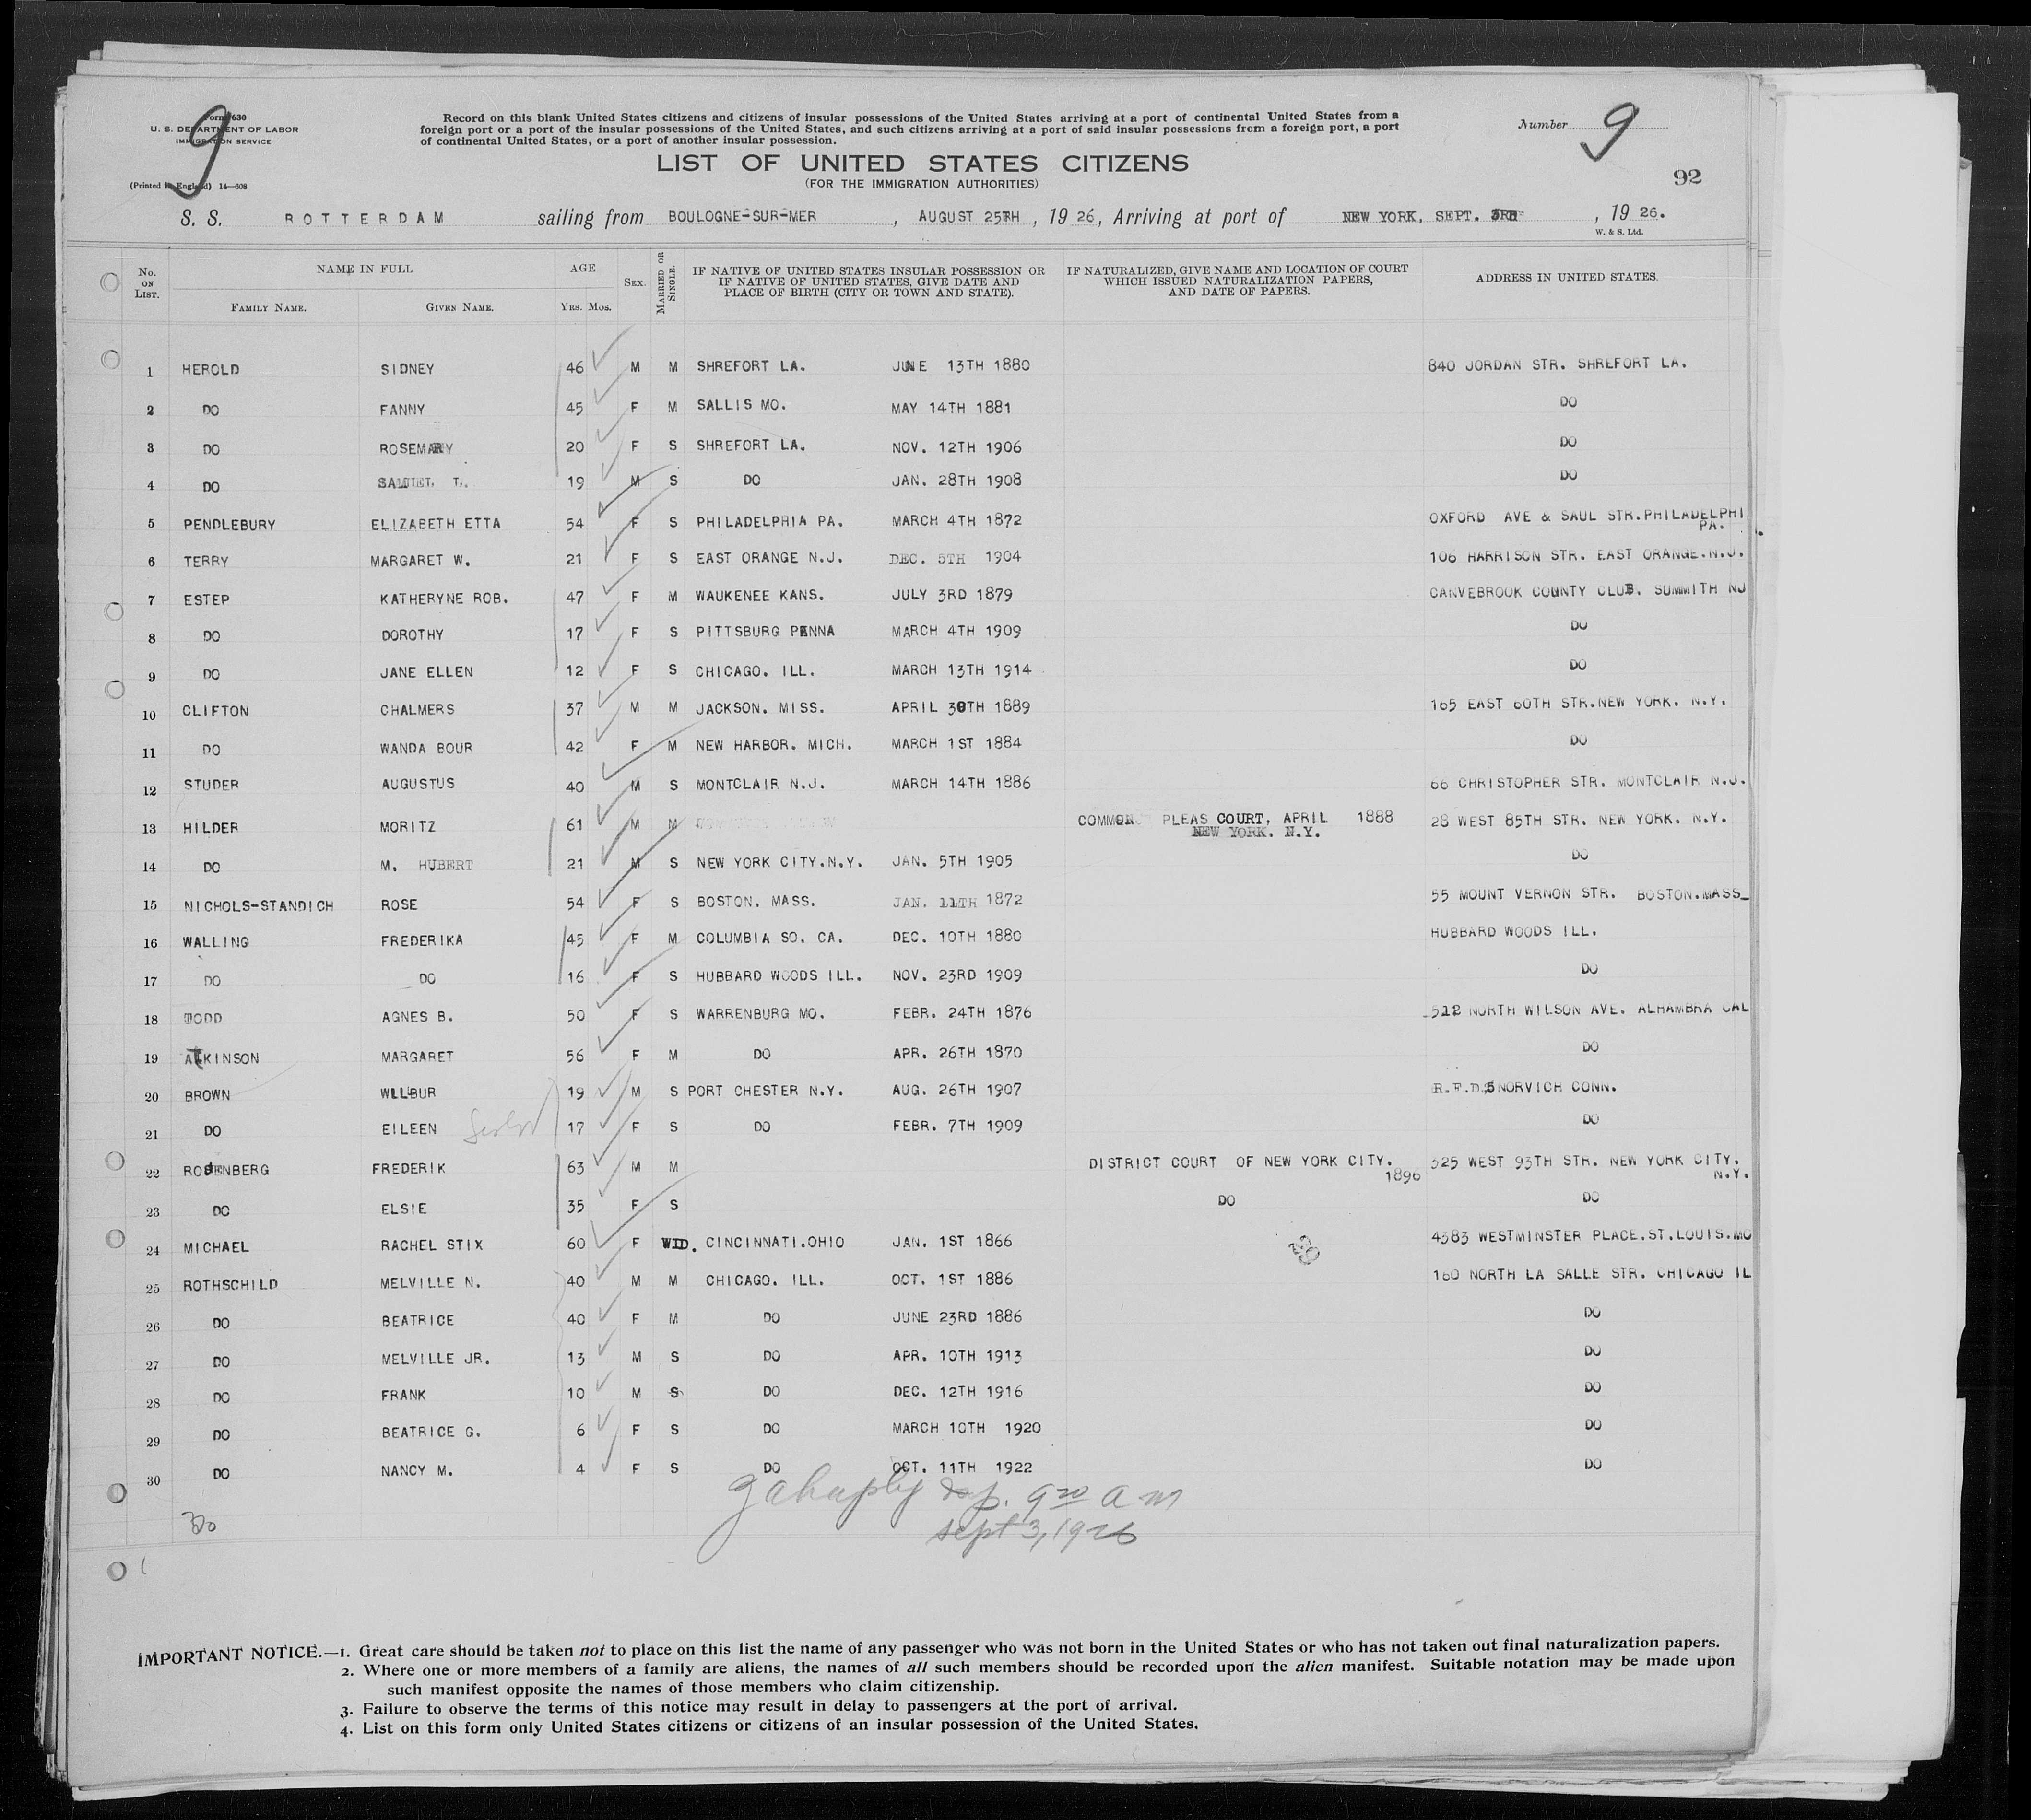 Form 630
U. S. DEPARTMENT OF LABOR
IMMIGRATION SERVICE
(Printed in England) 14—608
9
Record on this blank United States citizens and citizens of insular possessions of the United States arriving at a port of continental United States from a
foreign port or a port of the insular possessions of the United States, and such citizens arriving at a port of said insular possessions from a foreign port, a port
of continental United States, or a port of another insular possession.
Number 9
LIST OF UNITED STATES CITIZENS
(FOR THE IMMIGRATION AUTHORITIES)
92
S. S. ROTTERDAM sailing from BOULOGNE-SUR-MER, AUGUST 25TH, 1926, Arriving at port of NEW YORK, SEPT. 3RD, 1926.
W. & S. Ltd.
No. ON LIST. NAME IN FULL AGE SEX. MARRIED OR SINGLE. IF NATIVE OF UNITED STATES INSULAR POSSESSION OR IF NATIVE OF UNITED STATES, GIVE DATE AND PLACE OF BIRTH (CITY OR TOWN AND STATE). IF NATURALIZED, GIVE NAME AND LOCATION OF COURT WHICH ISSUED NATURALIZATION PAPERS, AND DATE OF PAPERS. ADDRESS IN UNITED STATES.
FAMILY NAME. GIVEN NAME. YRS. MOS.
1 HEROLD SIDNEY 46 M M SHREFORT LA. JUNE 13TH 1880 840 JORDAN STR. SHREFORT LA.
2 DO FANNY 45 F M SALLIS MO. MAY 14TH 1881 DO
3 DO ROSEMARY 20 F S SHREFORT LA. NOV. 12TH 1906 DO
4 DO 19 M S DO JAN. 28TH 1908 DO
5 PENDLEBURY ELIZABETH ETTA 54 F S PHILADELPHIA PA. MARCH 4TH 1872 OXFORD AVE & SAUL STR.PHILADELPHI
PA.
6 TERRY MARGARET W. 21 F S EAST ORANGE N.J. DEC. 5TH 1904 106 HARRISON STR. EAST ORANGE.N.J.
7 ESTEP KATHERYNE ROB. 47 F M WAUKENEE KANS. JULY 3RD 1879 CANVEBROOK COUNTY CLUB. SUMMITH NJ
8 DO DOROTHY 17 F S PITTSBURG PENNA MARCH 4TH 1909 DO
9 DO JANE ELLEN 12 F S CHICAGO. ILL. MARCH 13TH 1914 DO
10 CLIFTON CHALMERS 37 M M JACKSON. MISS. APRIL 30TH 1889 165 EAST 60TH STR.NEW YORK. N.Y.
11 DO WANDA BOUR 42 F M NEW HARBOR. MICH. MARCH 1ST 1884 DO
12 STUDER AUGUSTUS 40 M S MONTCLAIR N.J. MARCH 14TH 1886 66 CHRISTOPHER STR. MONTCLAIR N.J.
13 HILDER MORITZ 61 M M COMMON PLEAS COURT, APRIL 1888 28 WEST 85TH STR. NEW YORK. N.Y.
NEW YORK. N.Y.
14 DO M. HUBERT 21 M S NEW YORK CITY.N.Y. JAN. 5TH 1905 DO
15 NICHOLS-STANDICH ROSE 54 F S BOSTON. MASS. JAN. 11TH 1872 55 MOUNT VERNON STR. BOSTON.MASS_
16 WALLING FREDERIKA 45 F M COLUMBIA SO. CA. DEC. 10TH 1880 HUBBARD WOODS ILL.
17 DO DO 16 F S HUBBARD WOODS ILL. NOV. 23RD 1909 DO
18 TODD AGNES B. 50 F S WARRENBURG MO. FEBR. 24TH 1876 512 NORTH WILSON AVE. ALHAMBRA CAL
19 ATKINSON MARGARET 56 F M DO APR. 26TH 1870 DO
20 BROWN WLLBUR 19 M S PORT CHESTER N.Y. AUG. 26TH 1907 R.F.D.5 NORVICH CONN.
21 DO EILEEN 17 F S DO FEBR. 7TH 1909 DO
22 ROSENBERG FREDERIK 63 M M DISTRICT COURT OF NEW YORK CITY. 325 WEST 93TH STR. NEW YORK CITY.
1896 N.Y.
23 DO ELSIE 35 F S DO DO
24 MICHAEL RACHEL STIX 60 F WID. CINCINNATI.OHIO JAN. 1ST 1866 4383 WESTMINSTER PLACE.ST.LOUIS.MO
25 ROTHSCHILD MELVILLE N. 40 M M CHICAGO. ILL. OCT. 1ST 1886 160 NORTH LA SALLE STR. CHICAGO IL
26 DO BEATRICE 40 F M DO JUNE 23RD 1886 DO
27 DO MELVILLE JR. 13 M S DO APR. 10TH 1913 DO
28 DO FRANK 10 M S DO DEC. 12TH 1916 DO
29 DO BEATRICE G. 6 F S DO MARCH 10TH 1920 DO
30 DO NANCY M. 4 F S DO OCT. 11TH 1922 DO
9 20 a m
30 sept 3, 1926
IMPORTANT NOTICE.—1. Great care should be taken not to place on this list the name of any passenger who was not born in the United States or who has not taken out final naturalization papers.
2. Where one or more members of a family are aliens, the names of all such members should be recorded upon the alien manifest. Suitable notation may be made upon
such manifest opposite the names of those members who claim citizenship.
3. Failure to observe the terms of this notice may result in delay to passengers at the port of arrival.
4. List on this form only United States citizens or citizens of an insular possession of the United States.